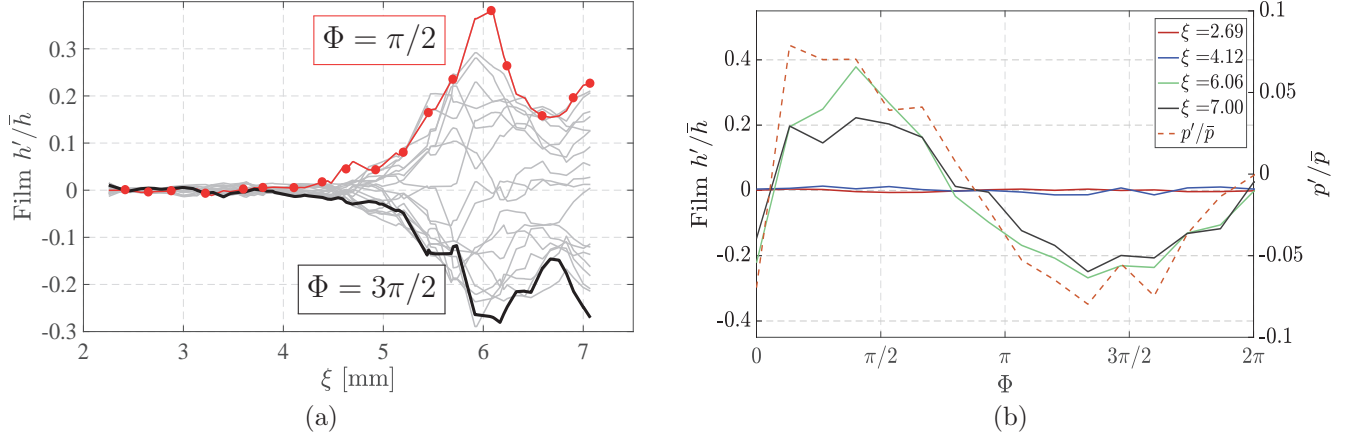 0.3
0.2
0.1
0
-0.1
-0.2
-0.3
Film h′/h̄
Φ = π/2
Φ = 3π/2
2 3 4 5 6 7
ξ [mm]
(a)
0.4
0.2
0
-0.2
-0.4
Film h′/h̄
ξ =2.69
ξ =4.12
ξ =6.06
ξ =7.00
p′/p̄
0.1
0.05
0
-0.05
-0.1
p′/p̄
0 π/2 π 3π/2 2π
Φ
(b)